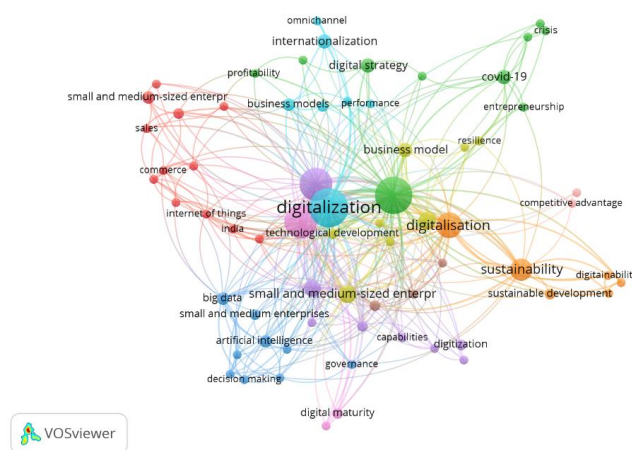 omnichannel
crisis
internationalization
digital strategy
profitability
covid-19
small and medium-sized enterpr
business models
performance
entrepreneurship
sales
resilience
business model
commerce
competitive advantage
digitalization
internet of things
digitalisation
india
technological development
sustainability
digitainabilit
small and medium-sized enterpr
sustainable development
big data
small and medium enterprises
capabilities
artificial intelligence
digitization
governance
decision making
digital maturity
VOSviewer